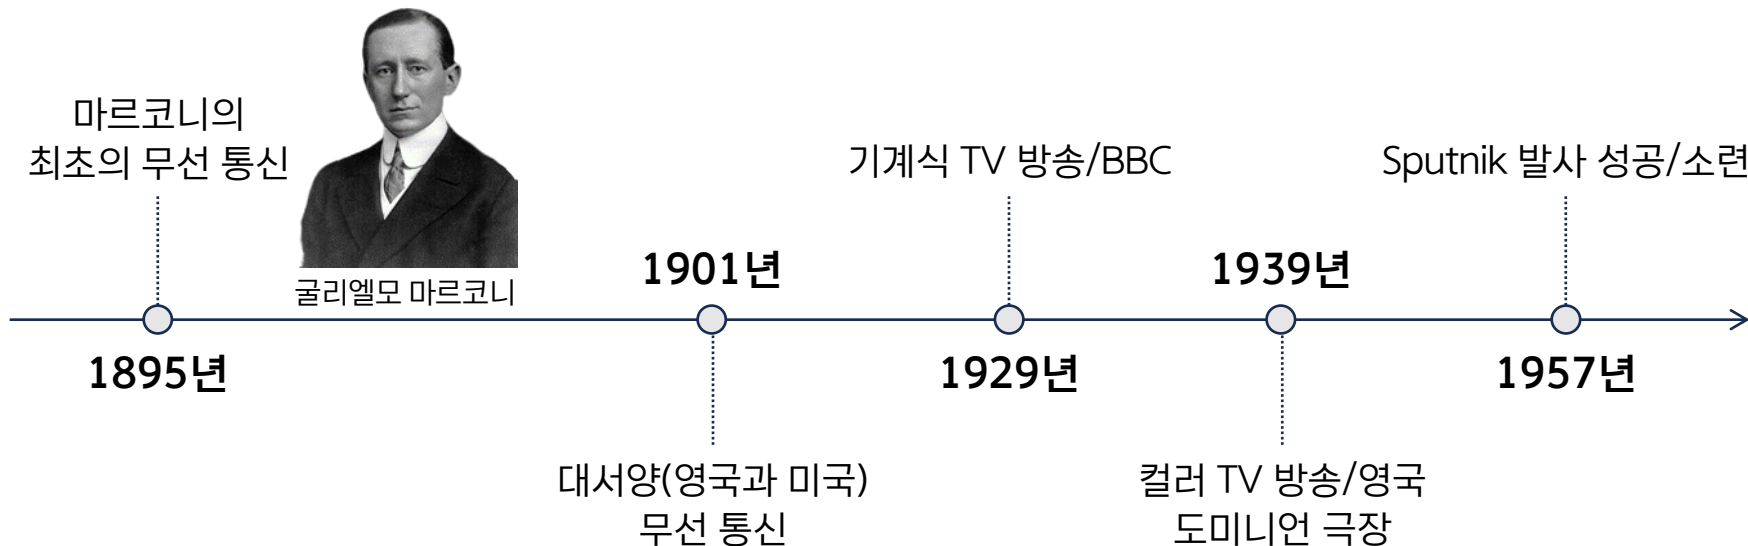 마르코니의
최초의 무선 통신
굴리엘모 마르코니
1895년
1901년
대서양(영국과 미국)
무선 통신
기계식 TV 방송/BBC
1929년
1939년
컬러 TV 방송/영국
도미니언 극장
Sputnik 발사 성공/소련
1957년